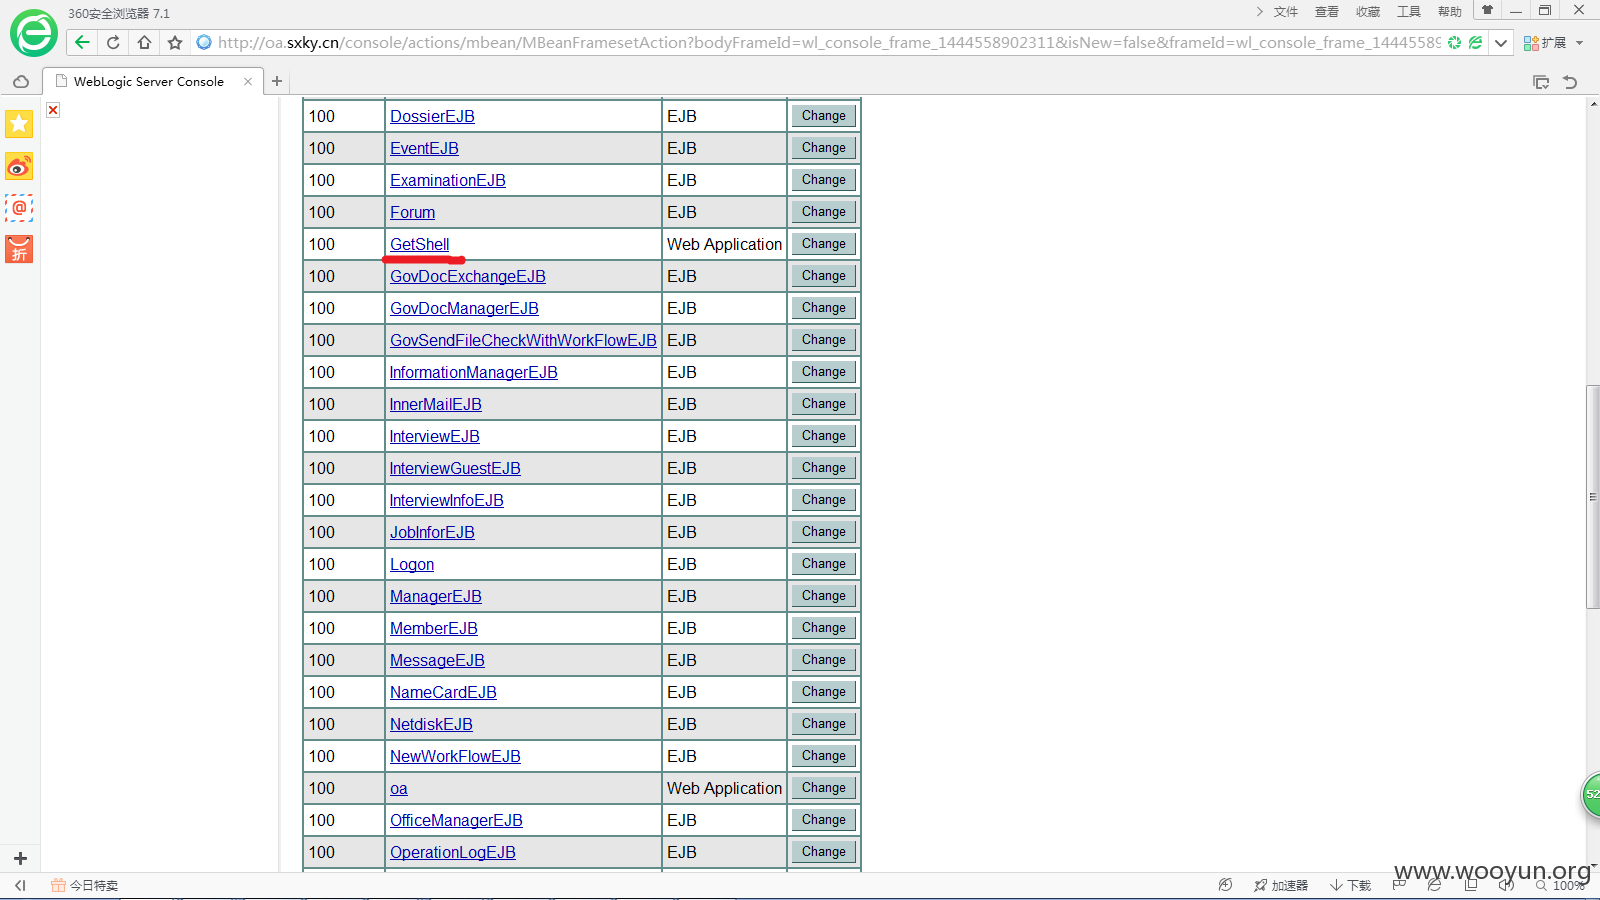 360安全浏览器 7.1
文件 查看 收藏 工具 帮助
http://oa.sxky.cn/console/actions/mbean/MBeanFramesetAction?bodyFrameId=wl_console_frame_1444558902311&isNew=false&frameId=wl_console_frame_14445589
扩展
WebLogic Server Console
100 DossierEJB EJB Change
100 EventEJB EJB Change
100 ExaminationEJB EJB Change
100 Forum EJB Change
100 GetShell Web Application Change
100 GovDocExchangeEJB EJB Change
100 GovDocManagerEJB EJB Change
100 GovSendFileCheckWithWorkFlowEJB EJB Change
100 InformationManagerEJB EJB Change
100 InnerMailEJB EJB Change
100 InterviewEJB EJB Change
100 InterviewGuestEJB EJB Change
100 InterviewInfoEJB EJB Change
100 JobInforEJB EJB Change
100 Logon EJB Change
100 ManagerEJB EJB Change
100 MemberEJB EJB Change
100 MessageEJB EJB Change
100 NameCardEJB EJB Change
100 NetdiskEJB EJB Change
100 NewWorkFlowEJB EJB Change
100 oa Web Application Change
100 OfficeManagerEJB EJB Change
100 OperationLogEJB EJB Change
折
52
www.wooyun.org
今日特卖
加速器 下载 100%